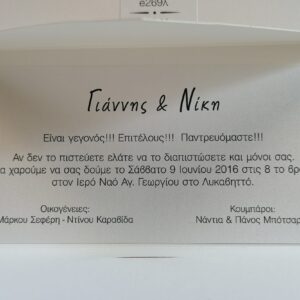 e269λ
Γιάννης & Νίκη
Είναι γεγονός!!! Επιτέλους!!! Παντρευόμαστε!!!
Αν δεν το πιστεύετε ελάτε να το διαπιστώσετε και μόνοι σας.
α χαρούμε να σας δούμε το Σάββατο 9 Ιουνίου 2016 στις 8 το
στον Ιερό Ναό Αγ. Γεωργίου στο Λυκαβηττό.
Οικογένειες:
Μάρκου Σεφέρη - Ντίνου Καραβίδα
Κουμπάροι:
Νάντια & Πάνος Μπότσαρ